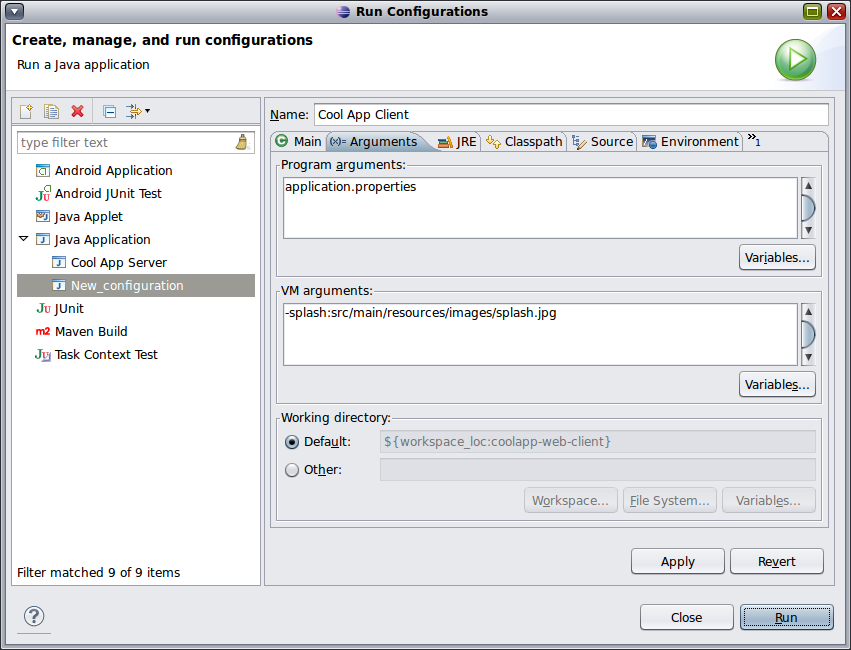 Run Configurations
Create, manage, and run configurations
Run a Java application
type filter text
Android Application
Android JUnit Test
Java Applet
Java Application
Cool App Server
New_configuration
JUnit
Maven Build
Task Context Test
Filter matched 9 of 9 items
Name: Cool App Client
Main (x)= Arguments JRE Classpath Source Environment »1
Program arguments:
application.properties
Variables...
VM arguments:
-splash:src/main/resources/images/splash.jpg
Variables...
Working directory:
Default: ${workspace_loc:coolapp-web-client}
Other:
Workspace... File System... Variables...
Apply Revert
? Close Run